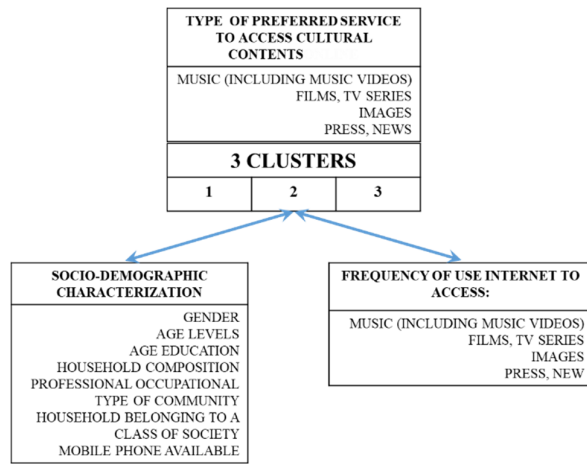 TYPE OF PREFERRED SERVICE
TO ACCESS CULTURAL
CONTENTS
MUSIC (INCLUDING MUSIC VIDEOS)
FILMS, TV SERIES
IMAGES
PRESS, NEWS
3 CLUSTERS
1 2 3
SOCIO-DEMOGRAPHIC
CHARACTERIZATION
GENDER
AGE LEVELS
AGE EDUCATION
HOUSEHOLD COMPOSITION
PROFESSIONAL OCCUPATIONAL
TYPE OF COMMUNITY
HOUSEHOLD BELONGING TO A
CLASS OF SOCIETY
MOBILE PHONE AVAILABLE
FREQUENCY OF USE INTERNET TO
ACCESS:
MUSIC (INCLUDING MUSIC VIDEOS)
FILMS, TV SERIES
IMAGES
PRESS, NEW